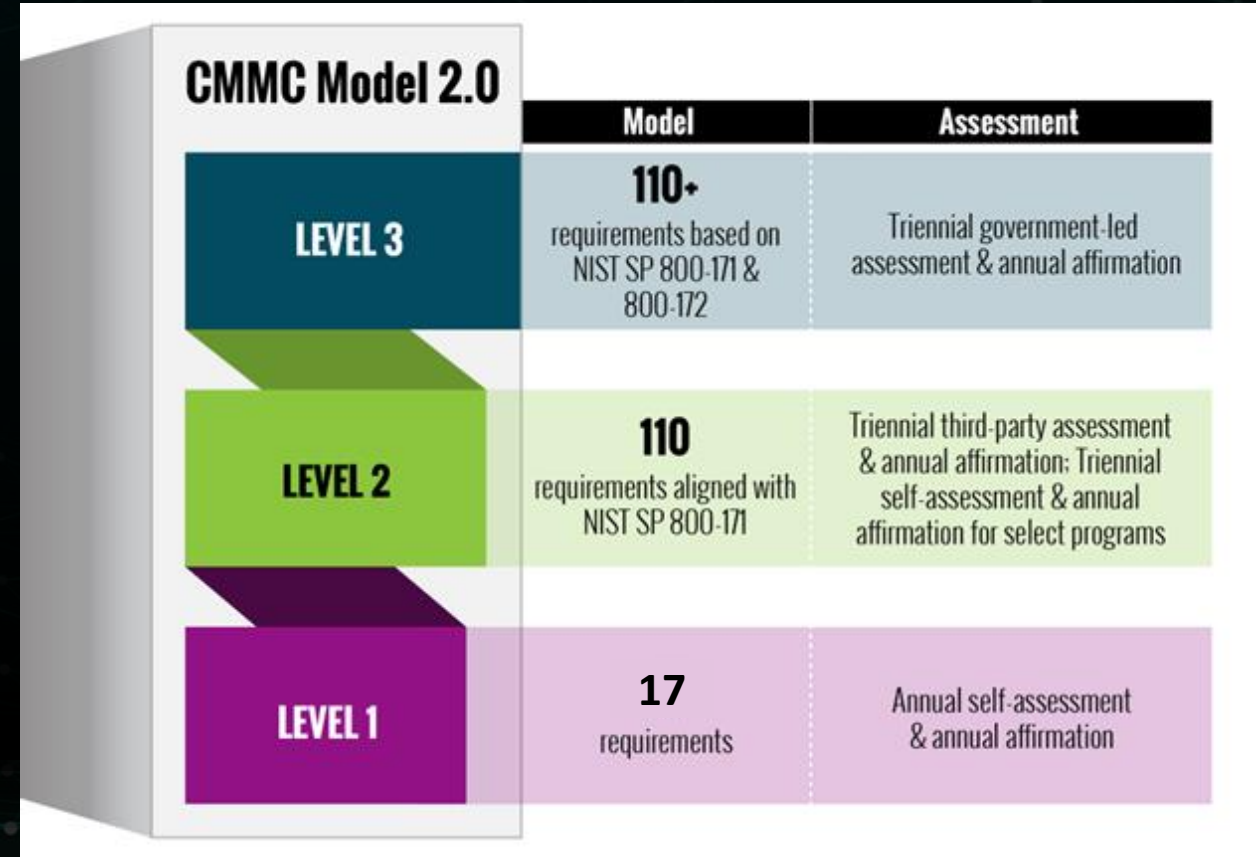 CMMC Model 2.0
Model
Assessment
LEVEL 3
110+
requirements based on
NIST SP 800-171 &
800-172
Triennial government-led
assessment & annual affirmation
LEVEL 2
110
requirements aligned with
NIST SP 800-171
Triennial third-party assessment
& annual affirmation; Triennial
self-assessment & annual
affirmation for select programs
LEVEL 1
17
requirements
Annual self-assessment
& annual affirmation